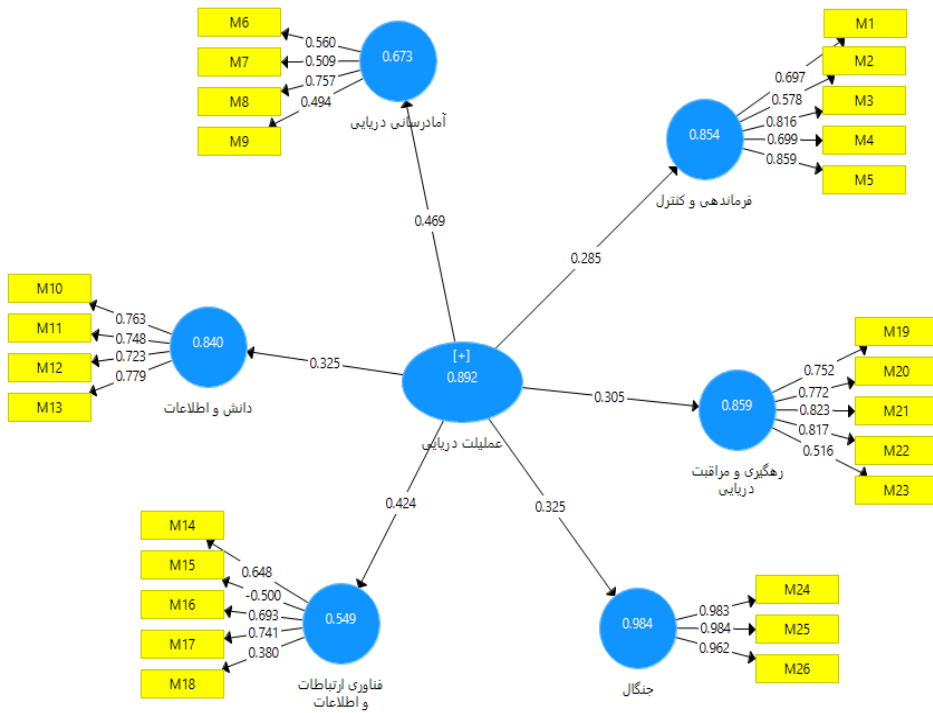 M6
M7
M8
M9
0.560
0.509
0.757
0.494
0.673
آمادرسانی دریایی
M1
M2
M3
M4
M5
0.697
0.578
0.816
0.699
0.859
0.854
فرماندهی و کنترل
0.469
0.285
M10
M11
M12
M13
0.763
0.748
0.723
0.779
0.840
دانش و اطلاعات
0.325
[+]
0.892
عملیلت دریایی
0.305
M19
M20
M21
M22
M23
0.752
0.772
0.823
0.817
0.516
0.859
رهگیری و مراقبت
دریایی
0.424
0.325
M14
M15
M16
M17
M18
0.648
-0.500
0.693
0.741
0.380
0.549
فناوری ارتباطات
و اطلاعات
M24
M25
M26
0.983
0.984
0.962
0.984
جنگال